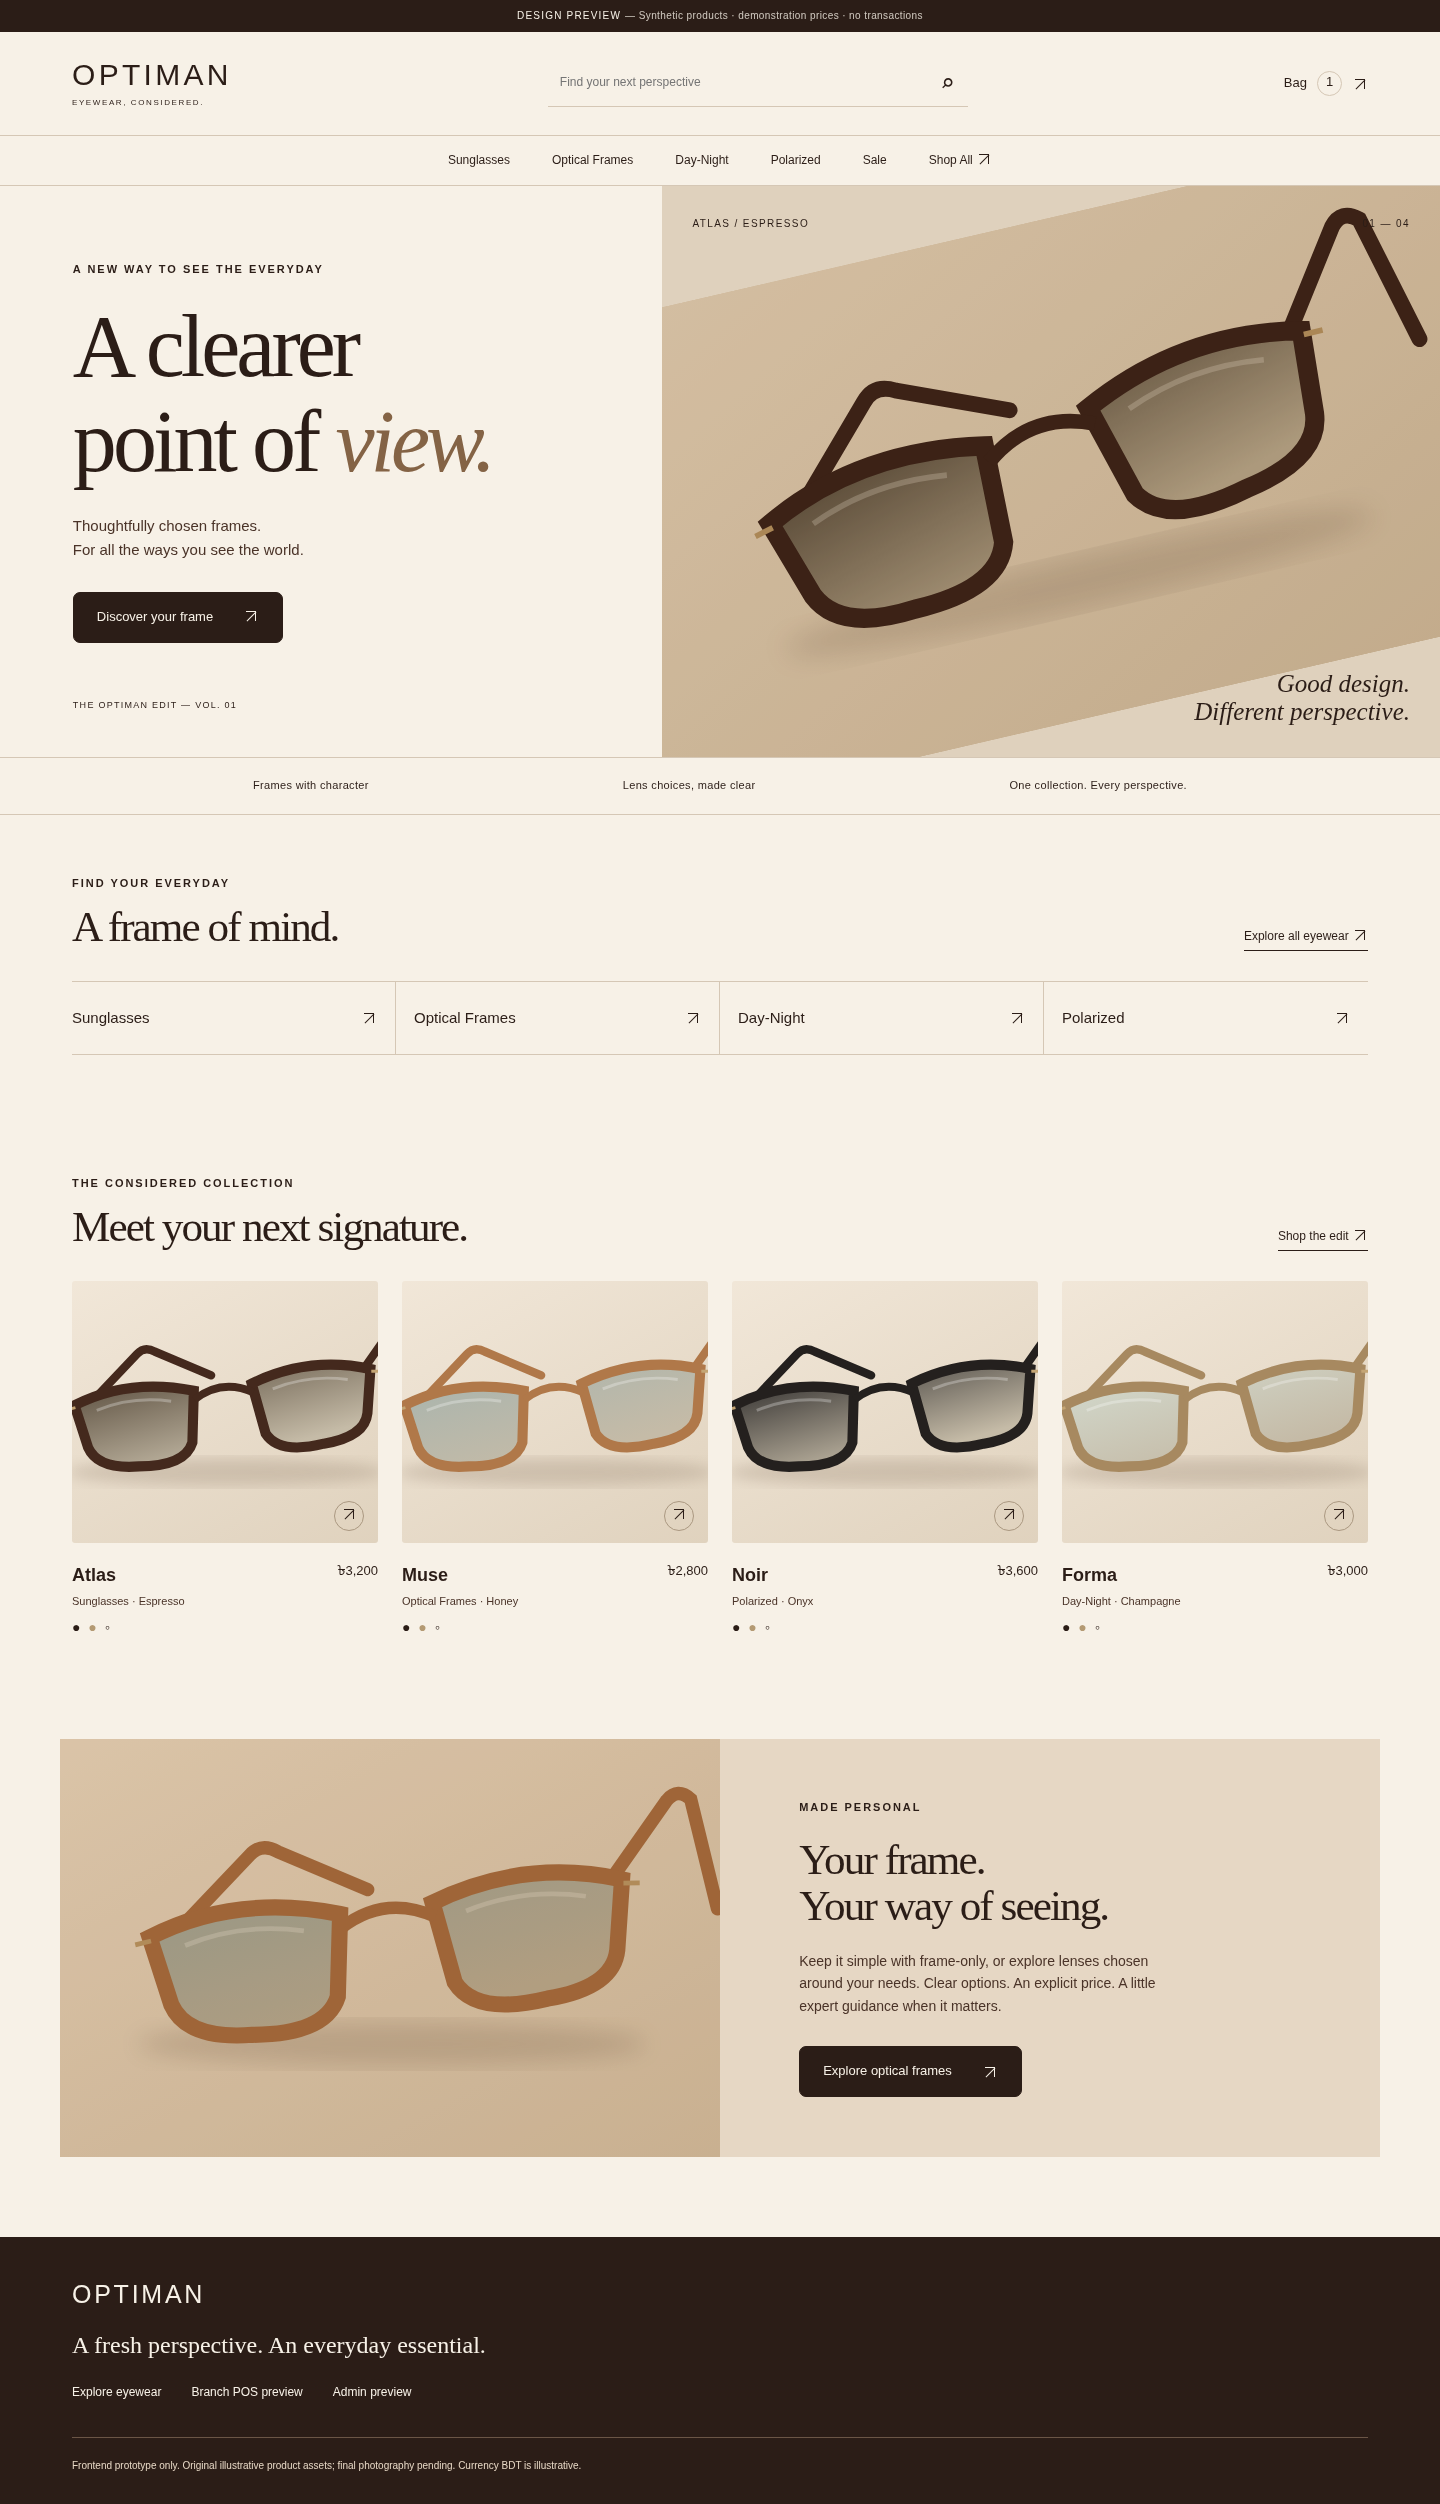 DESIGN PREVIEW — Synthetic products · demonstration prices · no transactions
OPTIMAN
EYEWEAR, CONSIDERED.
Find your next perspective
Bag 1
Sunglasses Optical Frames Day-Night Polarized Sale Shop All
A NEW WAY TO SEE THE EVERYDAY
A clearer
point of view.
Thoughtfully chosen frames.
For all the ways you see the world.
Discover your frame
THE OPTIMAN EDIT — VOL. 01
ATLAS / ESPRESSO
1 — 04
Good design.
Different perspective.
Frames with character
Lens choices, made clear
One collection. Every perspective.
FIND YOUR EVERYDAY
A frame of mind.
Explore all eyewear
Sunglasses
Optical Frames
Day-Night
Polarized
THE CONSIDERED COLLECTION
Meet your next signature.
Shop the edit
Atlas ৳3,200
Sunglasses · Espresso
Muse ৳2,800
Optical Frames · Honey
Noir ৳3,600
Polarized · Onyx
Forma ৳3,000
Day-Night · Champagne
MADE PERSONAL
Your frame.
Your way of seeing.
Keep it simple with frame-only, or explore lenses chosen
around your needs. Clear options. An explicit price. A little
expert guidance when it matters.
Explore optical frames
OPTIMAN
A fresh perspective. An everyday essential.
Explore eyewear Branch POS preview Admin preview
Frontend prototype only. Original illustrative product assets; final photography pending. Currency BDT is illustrative.